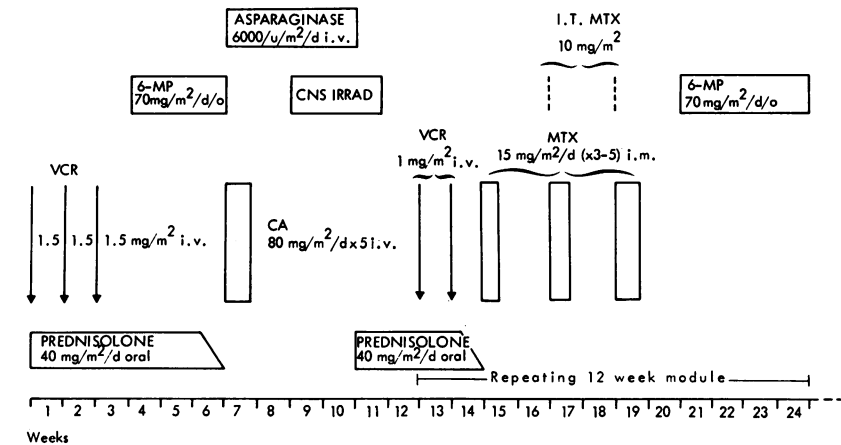 ASPARAGINASE
6000/u/m²/d i.v.
I.T. MTX
10 mg/m²
6-MP
70mg/m²/d/o
CNS IRRAD
6-MP
70 mg/m²/d/o
VCR
VCR
1 mg/m² i.v.
MTX
15 mg/m²/d (x3-5) i.m.
1.5 1.5 1.5 mg/m² i.v.
CA
80 mg/m²/dx5 i.v.
PREDNISOLONE
40 mg/m²/d oral
PREDNISOLONE
40 mg/m²/d oral
Repeating 12 week module
1 2 3 4 5 6 7 8 9 10 11 12 13 14 15 16 17 18 19 20 21 22 23 24
Weeks